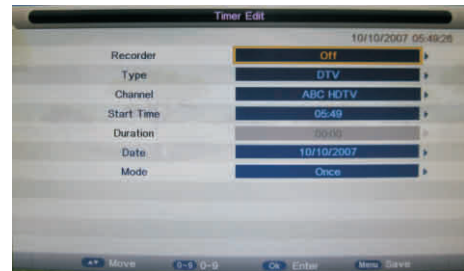 Timer Edit
10/10/2007 05:49:26
Recorder Off
Type DTV
Channel ABC HDTV
Start Time 05:49
Duration 00:00
Date 10/10/2007
Mode Once
Move 0-9 0-9 Ok Enter Menu Save